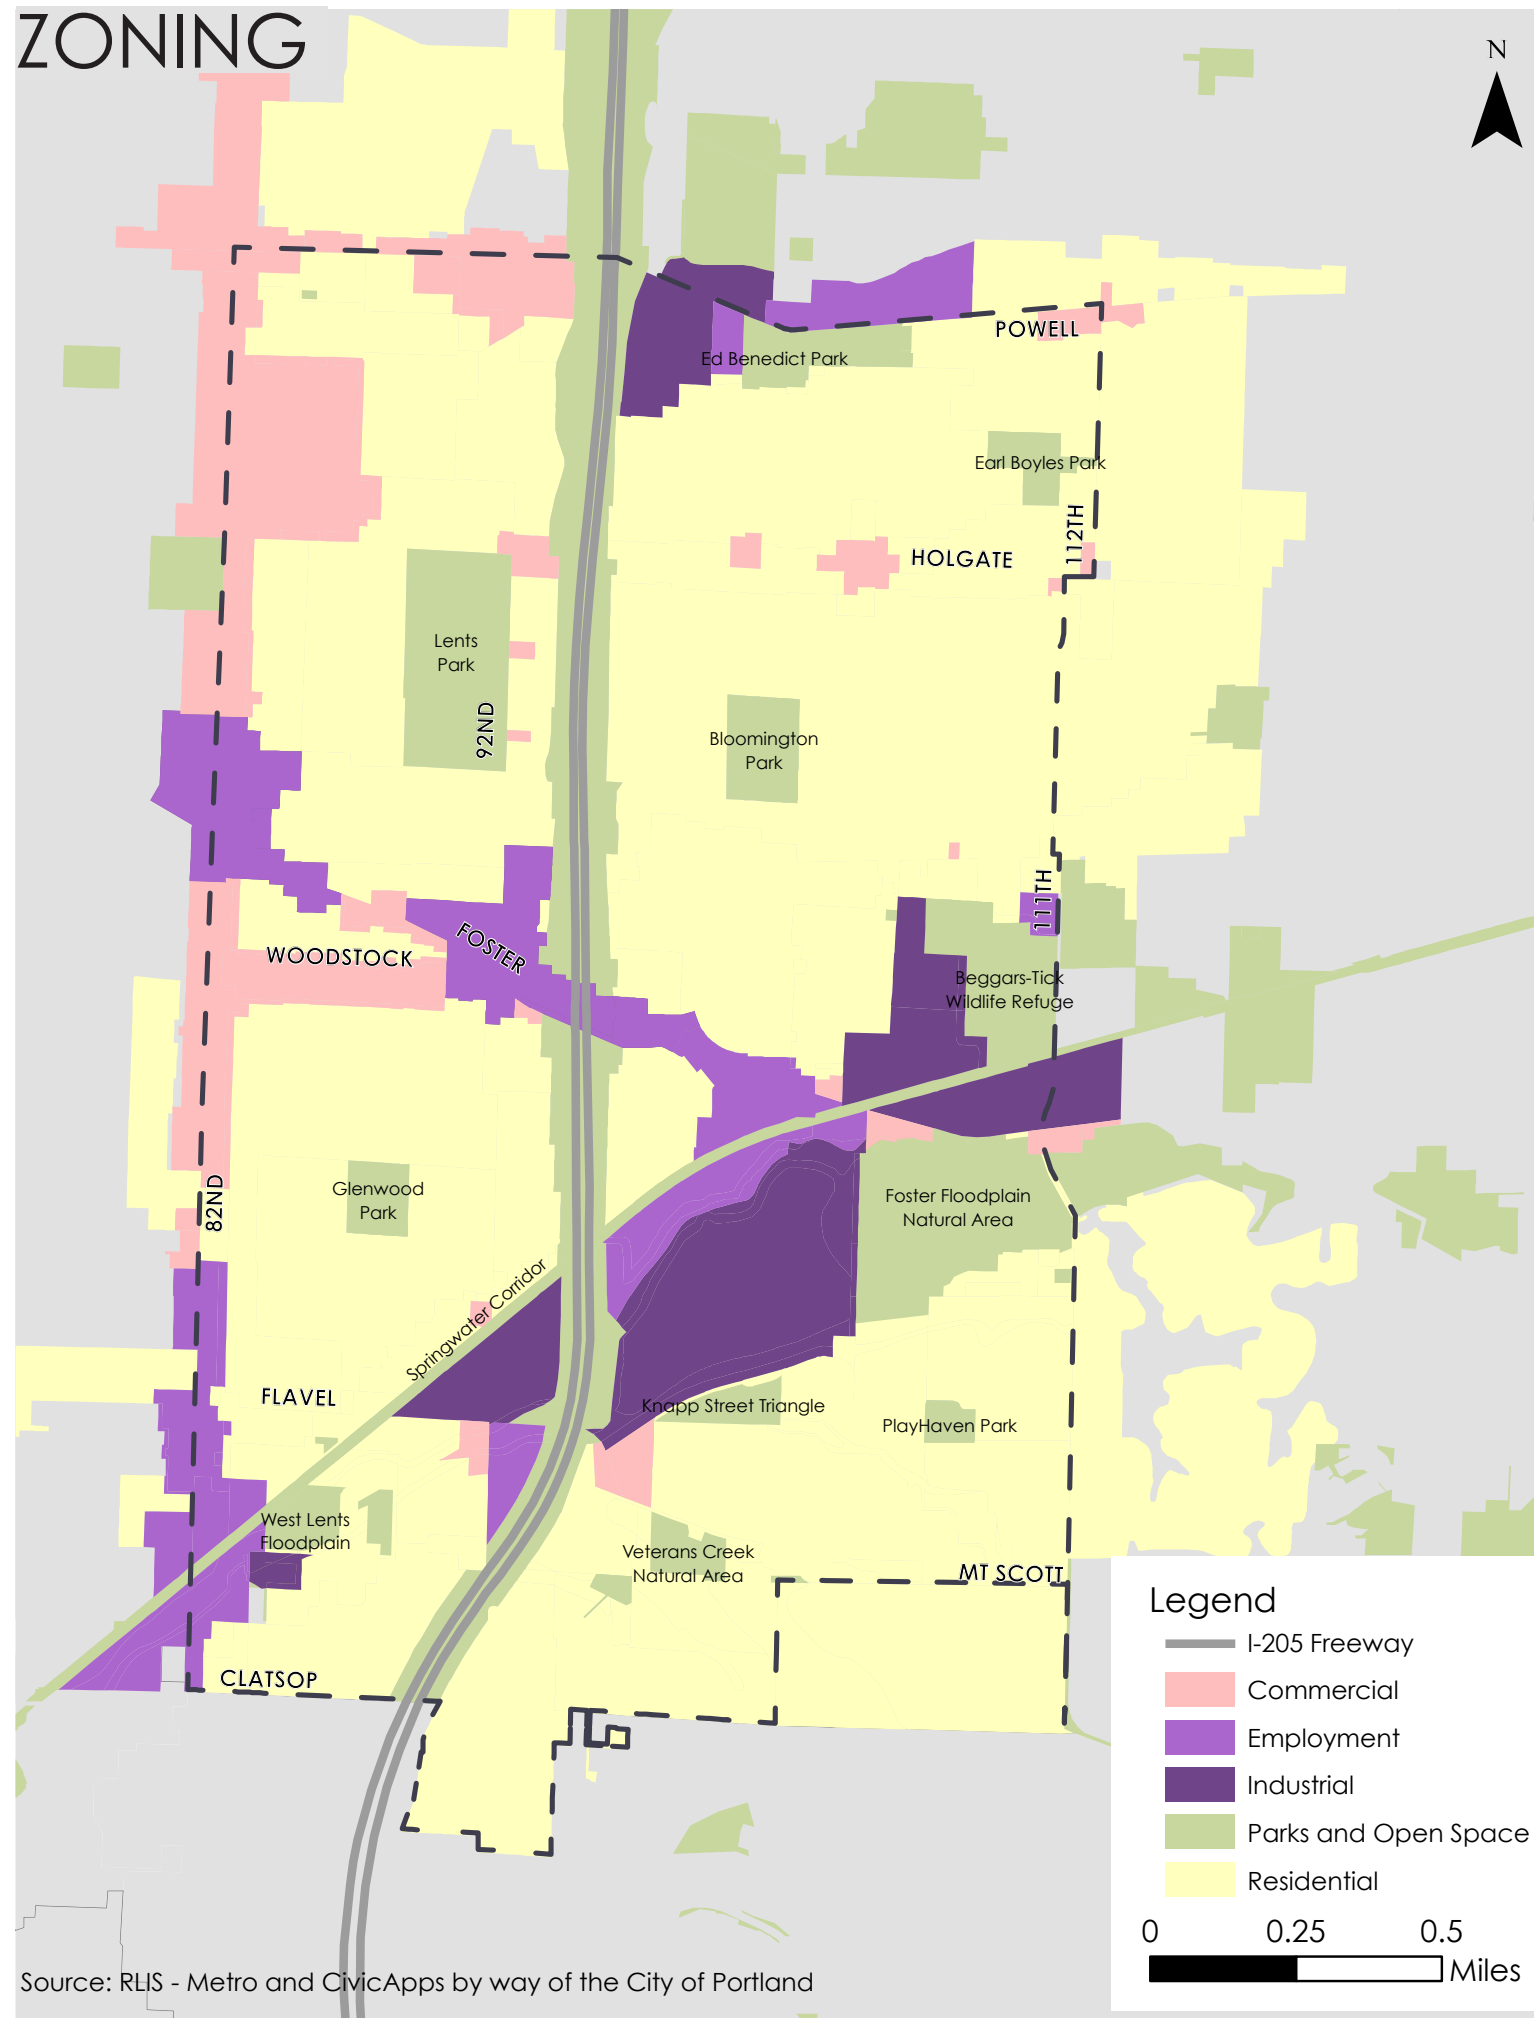 ZONING
N
POWELL
Ed Benedict Park
Earl Boyles Park
112TH
HOLGATE
Lents
Park
92ND
Bloomington
Park
111TH
FOSTER
WOODSTOCK
Beggars-Tick
Wildlife Refuge
82ND
Glenwood
Park
Foster Floodplain
Natural Area
Springwater Corridor
FLAVEL
Knapp Street Triangle
PlayHaven Park
West Lents
Floodplain
Veterans Creek
Natural Area
MT SCOTT
CLATSOP
Legend
I-205 Freeway
Commercial
Employment
Industrial
Parks and Open Space
Residential
0 0.25 0.5
Miles
Source: RLIS - Metro and CivicApps by way of the City of Portland